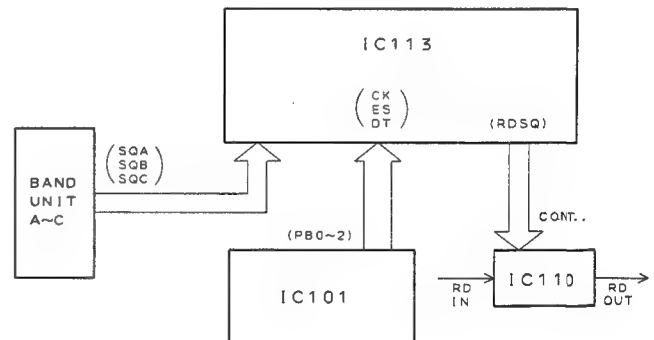 IC113
CK
ES
DT
(RDSQ)
SQA
SQB
SQC
BAND
UNIT
A~C
(PB0~2)
CONT..
IC101
RD
IN
IC110
RD
OUT